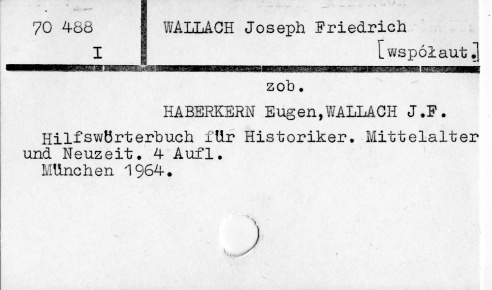 70 488
I
WALLACH Joseph Friedrich
[współaut.]
zob.
HABERKERN Eugen,WALLACH J.F.
Hilfswörterbuch für Historiker. Mittelalter
und Neuzeit. 4 Aufl.
München 1964.